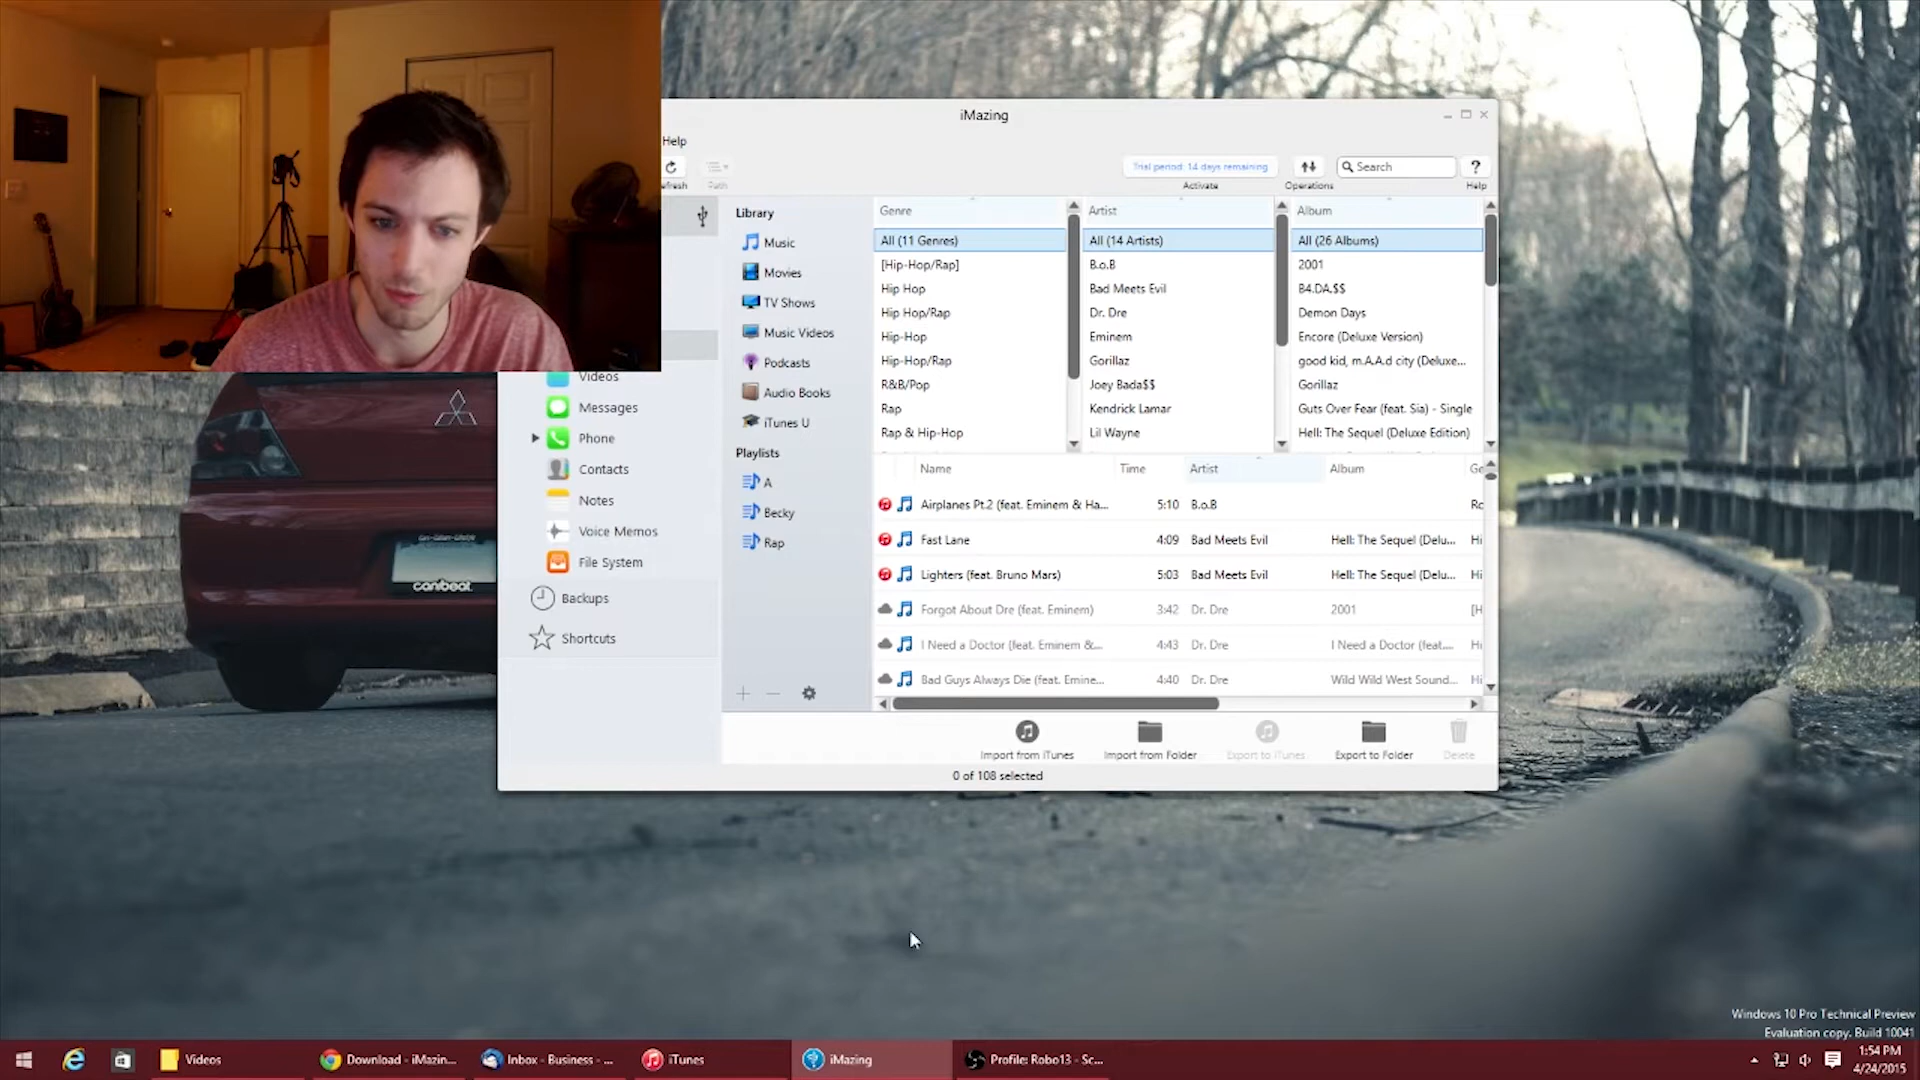 iMazing
Help
Refresh
Path
Trial period: 14 days remaining
Activate
Operations
Search
?
Help
Library
Music
Movies
TV Shows
Music Videos
Podcasts
Audio Books
iTunes U
Playlists
A
Becky
Rap
Genre
All (11 Genres)
[Hip-Hop/Rap]
Hip Hop
Hip Hop/Rap
Hip-Hop
Hip-Hop/Rap
R&B/Pop
Rap
Rap & Hip-Hop
Artist
All (14 Artists)
B.o.B
Bad Meets Evil
Dr. Dre
Eminem
Gorillaz
Joey Bada$$
Kendrick Lamar
Lil Wayne
Album
All (26 Albums)
2001
B4.DA.$$
Demon Days
Encore (Deluxe Version)
good kid, m.A.A.d city (Deluxe...
Gorillaz
Guts Over Fear (feat. Sia) - Single
Hell: The Sequel (Deluxe Edition)
Videos
Messages
Phone
Contacts
Notes
Voice Memos
File System
Backups
Shortcuts
Name Time Artist Album Ge
Airplanes Pt.2 (feat. Eminem & Ha... 5:10 B.o.B Rc
Fast Lane 4:09 Bad Meets Evil Hell: The Sequel (Delu... Hi
Lighters (feat. Bruno Mars) 5:03 Bad Meets Evil Hell: The Sequel (Delu... Hi
Forgot About Dre (feat. Eminem) 3:42 Dr. Dre 2001 [H
I Need a Doctor (feat. Eminem &... 4:43 Dr. Dre I Need a Doctor (feat.... Hi
Bad Guys Always Die (feat. Emine... 4:40 Dr. Dre Wild Wild West Sound... Hi
Import from iTunes
Import from Folder
Export to iTunes
Export to Folder
Delete
0 of 108 selected
canibeat.
Windows 10 Pro Technical Preview
Evaluation copy. Build 10041
Videos
Download - iMazin...
Inbox - Business - ...
iTunes
iMazing
Profile: Robo13 - Sc...
1:54 PM
4/24/2015